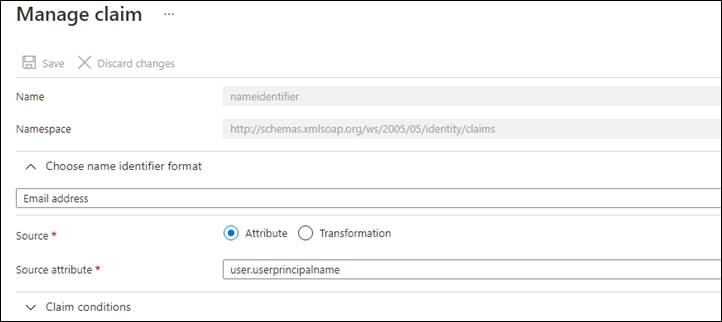 Manage claim ...
Save Discard changes
Name nameidentifier
Namespace http://schemas.xmlsoap.org/ws/2005/05/identity/claims
Choose name identifier format
Email address
Source * Attribute Transformation
Source attribute * user.userprincipalname
Claim conditions